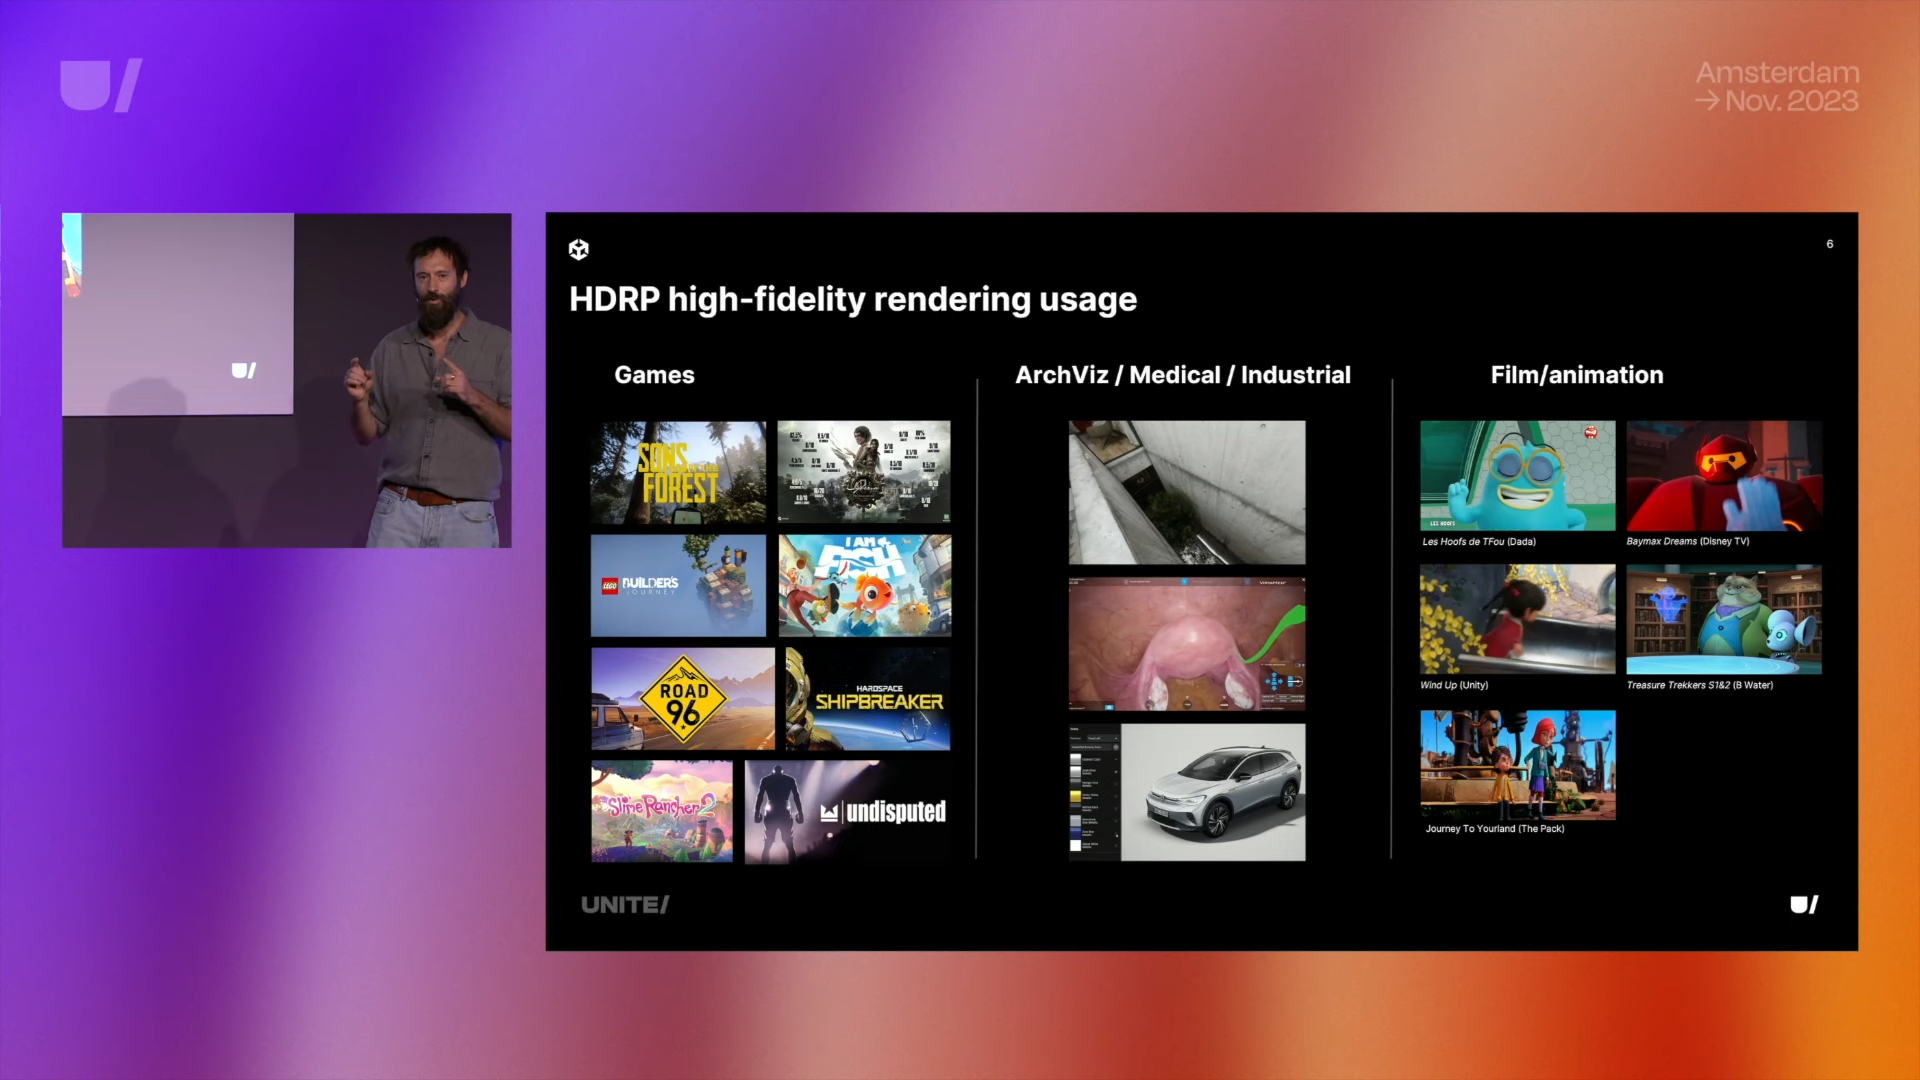 Amsterdam
→ Nov. 2023
6
HDRP high-fidelity rendering usage
Games
ArchViz / Medical / Industrial
Film/animation
SONS
FOREST
LEGO BUILDER'S
JOURNEY
I AM
FISH
ROAD
96
HARDSPACE
SHIPBREAKER
Slime Rancher 2
undisputed
LES HOOFS
Les Hoofs de TFou (Dada)
Baymax Dreams (Disney TV)
Wind Up (Unity)
Treasure Trekkers S1&2 (B Water)
Journey To Yourland (The Pack)
UNITE/